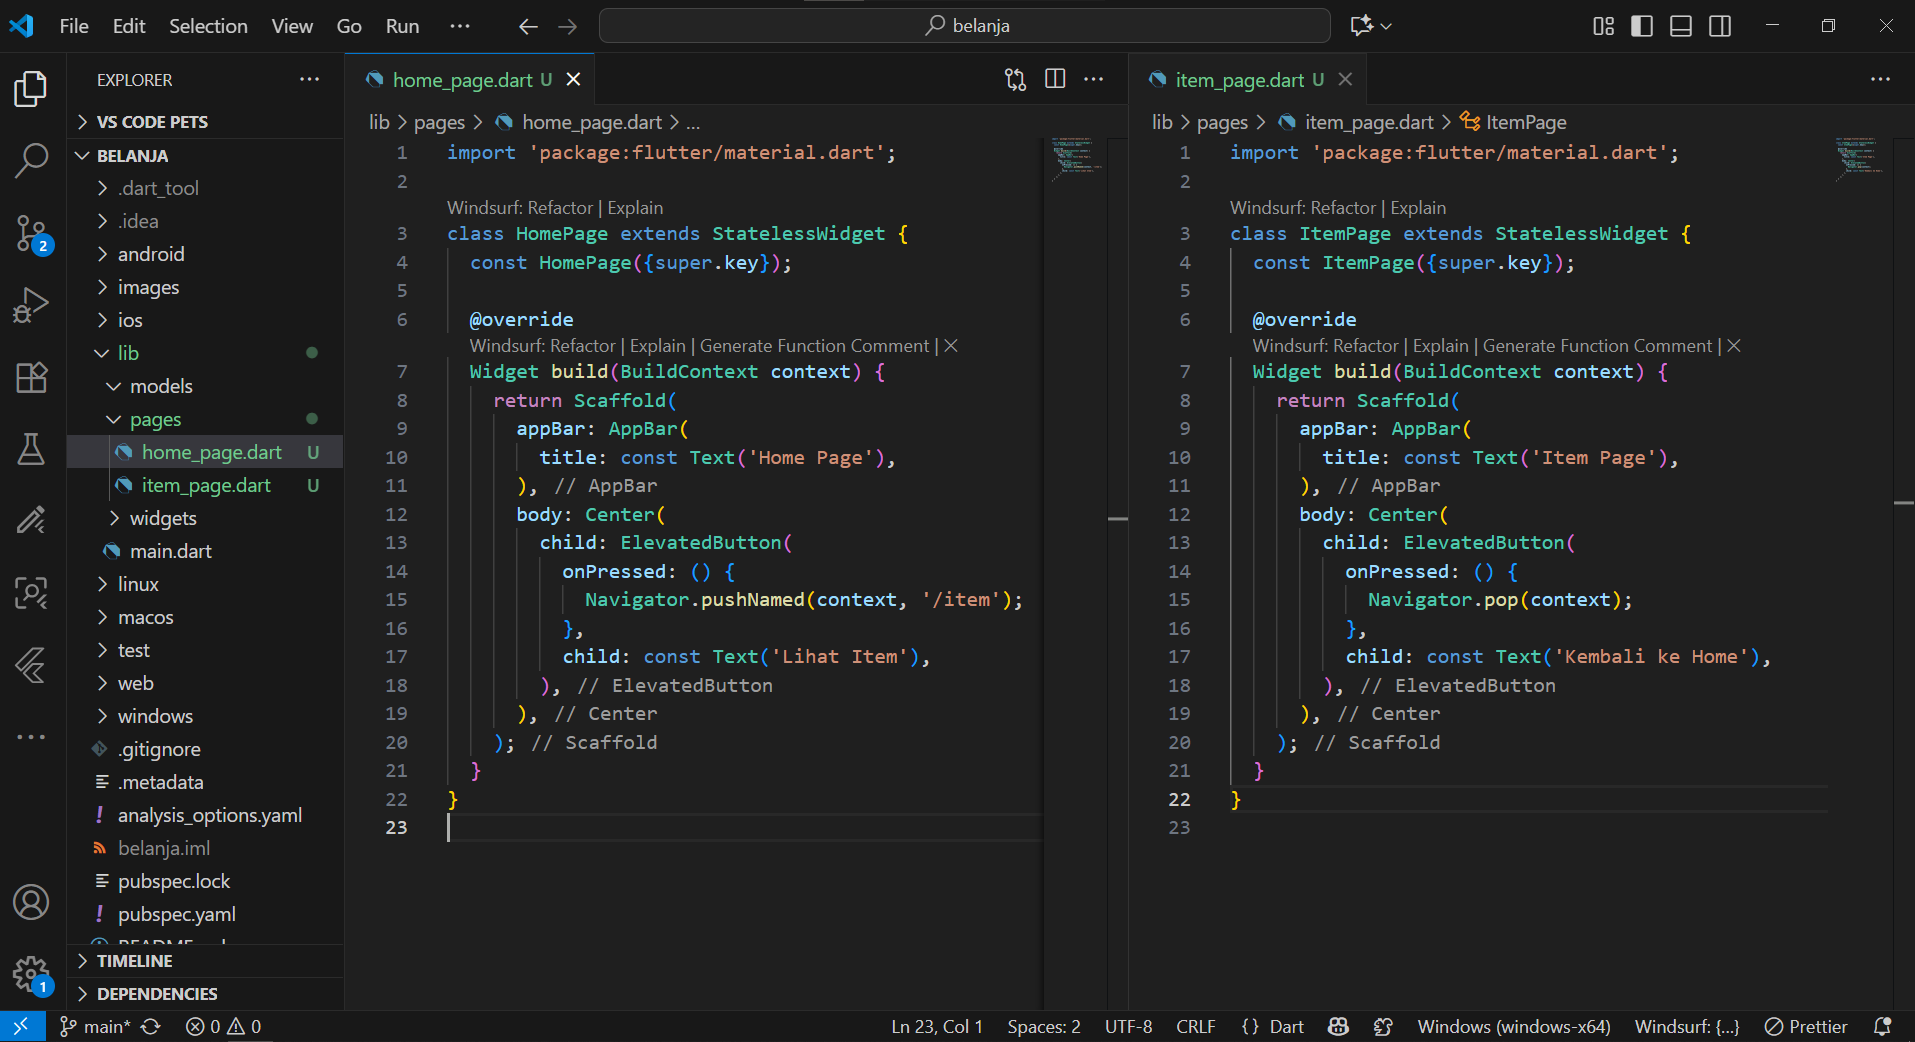 File Edit Selection View Go Run ...
belanja
EXPLORER
VS CODE PETS
BELANJA
.dart_tool
.idea
android
images
ios
lib
models
pages
home_page.dart U
item_page.dart U
widgets
main.dart
linux
macos
test
web
windows
.gitignore
.metadata
analysis_options.yaml
belanja.iml
pubspec.lock
pubspec.yaml
TIMELINE
DEPENDENCIES
2
1
home_page.dart U
lib > pages > home_page.dart > ...
1 import 'package:flutter/material.dart';
2
Windsurf: Refactor | Explain
3 class HomePage extends StatelessWidget {
4 const HomePage({super.key});
5
6 @override
Windsurf: Refactor | Explain | Generate Function Comment | ×
7 Widget build(BuildContext context) {
8 return Scaffold(
9 appBar: AppBar(
10 title: const Text('Home Page'),
11 ), // AppBar
12 body: Center(
13 child: ElevatedButton(
14 onPressed: () {
15 Navigator.pushNamed(context, '/item');
16 },
17 child: const Text('Lihat Item'),
18 ), // ElevatedButton
19 ), // Center
20 ); // Scaffold
21 }
22 }
23
item_page.dart U
lib > pages > item_page.dart > ItemPage
1 import 'package:flutter/material.dart';
2
Windsurf: Refactor | Explain
3 class ItemPage extends StatelessWidget {
4 const ItemPage({super.key});
5
6 @override
Windsurf: Refactor | Explain | Generate Function Comment | ×
7 Widget build(BuildContext context) {
8 return Scaffold(
9 appBar: AppBar(
10 title: const Text('Item Page'),
11 ), // AppBar
12 body: Center(
13 child: ElevatedButton(
14 onPressed: () {
15 Navigator.pop(context);
16 },
17 child: const Text('Kembali ke Home'),
18 ), // ElevatedButton
19 ), // Center
20 ); // Scaffold
21 }
22 }
23
main* 0 0 Ln 23, Col 1 Spaces: 2 UTF-8 CRLF {} Dart Windows (windows-x64) Windsurf: {...} Prettier